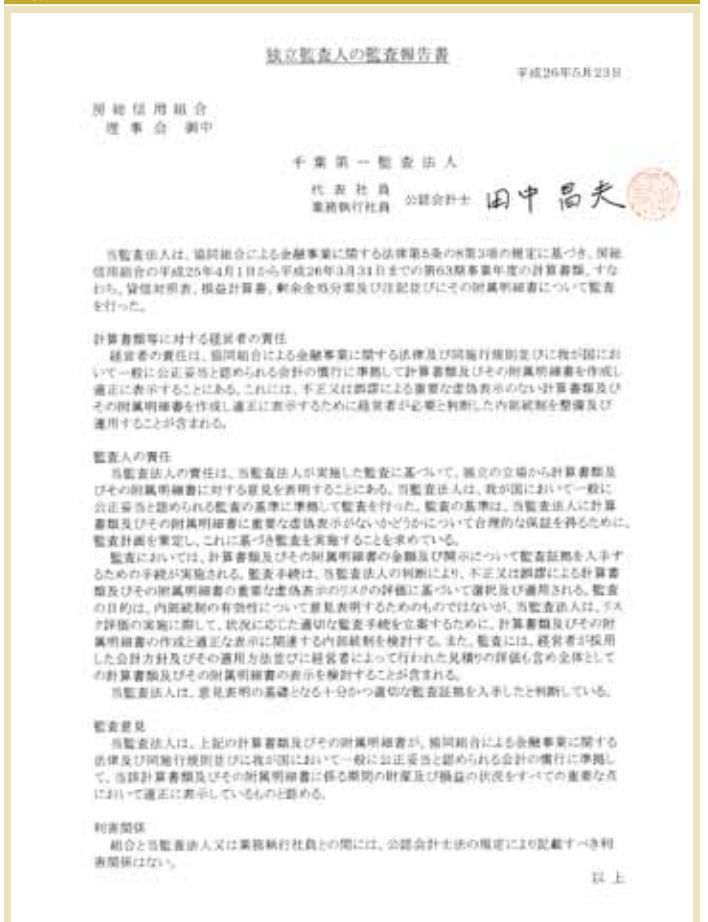 独立監査人の監査報告書
平成26年5月23日
房総信用組合
理事会 御中
千葉第一監査法人
代表社員
業務執行社員 公認会計士 田中昌夫
当監査法人は、協同組合による金融事業に関する法律第5条の8第3項の規定に基づき、房総
信用組合の平成25年4月1日から平成26年3月31日までの第63期事業年度の計算書類、すな
わち、貸借対照表、損益計算書、剰余金処分案及び注記並びにその附属明細書について監査
を行った。
計算書類等に対する経営者の責任
経営者の責任は、協同組合による金融事業に関する法律及び同施行規則並びに我が国にお
いて一般に公正妥当と認められる会計の慣行に準拠して計算書類及びその附属明細書を作成し
適正に表示することにある。これには、不正又は誤謬による重要な虚偽表示のない計算書類及び
その附属明細書を作成し適正に表示するために経営者が必要と判断した内部統制を整備及び
運用することが含まれる。
監査人の責任
当監査法人の責任は、当監査法人が実施した監査に基づいて、独立の立場から計算書類及
びその附属明細書に対する意見を表明することにある。当監査法人は、我が国において一般に
公正妥当と認められる監査の基準に準拠して監査を行った。監査の基準は、当監査法人に計算
書類及びその附属明細書に重要な虚偽表示がないかどうかについて合理的な保証を得るために、
監査計画を策定し、これに基づき監査を実施することを求めている。
監査においては、計算書類及びその附属明細書の金額及び開示について監査証拠を入手す
るための手続が実施される。監査手続は、当監査法人の判断により、不正又は誤謬による計算書
類及びその附属明細書の重要な虚偽表示のリスクの評価に基づいて選択及び適用される。監査
の目的は、内部統制の有効性について意見表明するためのものではないが、当監査法人は、リス
ク評価の実施に際して、状況に応じた適切な監査手続を立案するために、計算書類及びその附
属明細書の作成と適正な表示に関連する内部統制を検討する。また、監査には、経営者が採用
した会計方針及びその適用方法並びに経営者によって行われた見積りの評価も含め全体として
の計算書類及びその附属明細書の表示を検討することが含まれる。
当監査法人は、意見表明の基礎となる十分かつ適切な監査証拠を入手したと判断している。
監査意見
当監査法人は、上記の計算書類及びその附属明細書が、協同組合による金融事業に関する
法律及び同施行規則並びに我が国において一般に公正妥当と認められる会計の慣行に準拠し
て、当該計算書類及びその附属明細書に係る期間の財産及び損益の状況をすべての重要な点
において適正に表示しているものと認める。
利害関係
組合と当監査法人又は業務執行社員との間には、公認会計士法の規定により記載すべき利
害関係はない。
以上